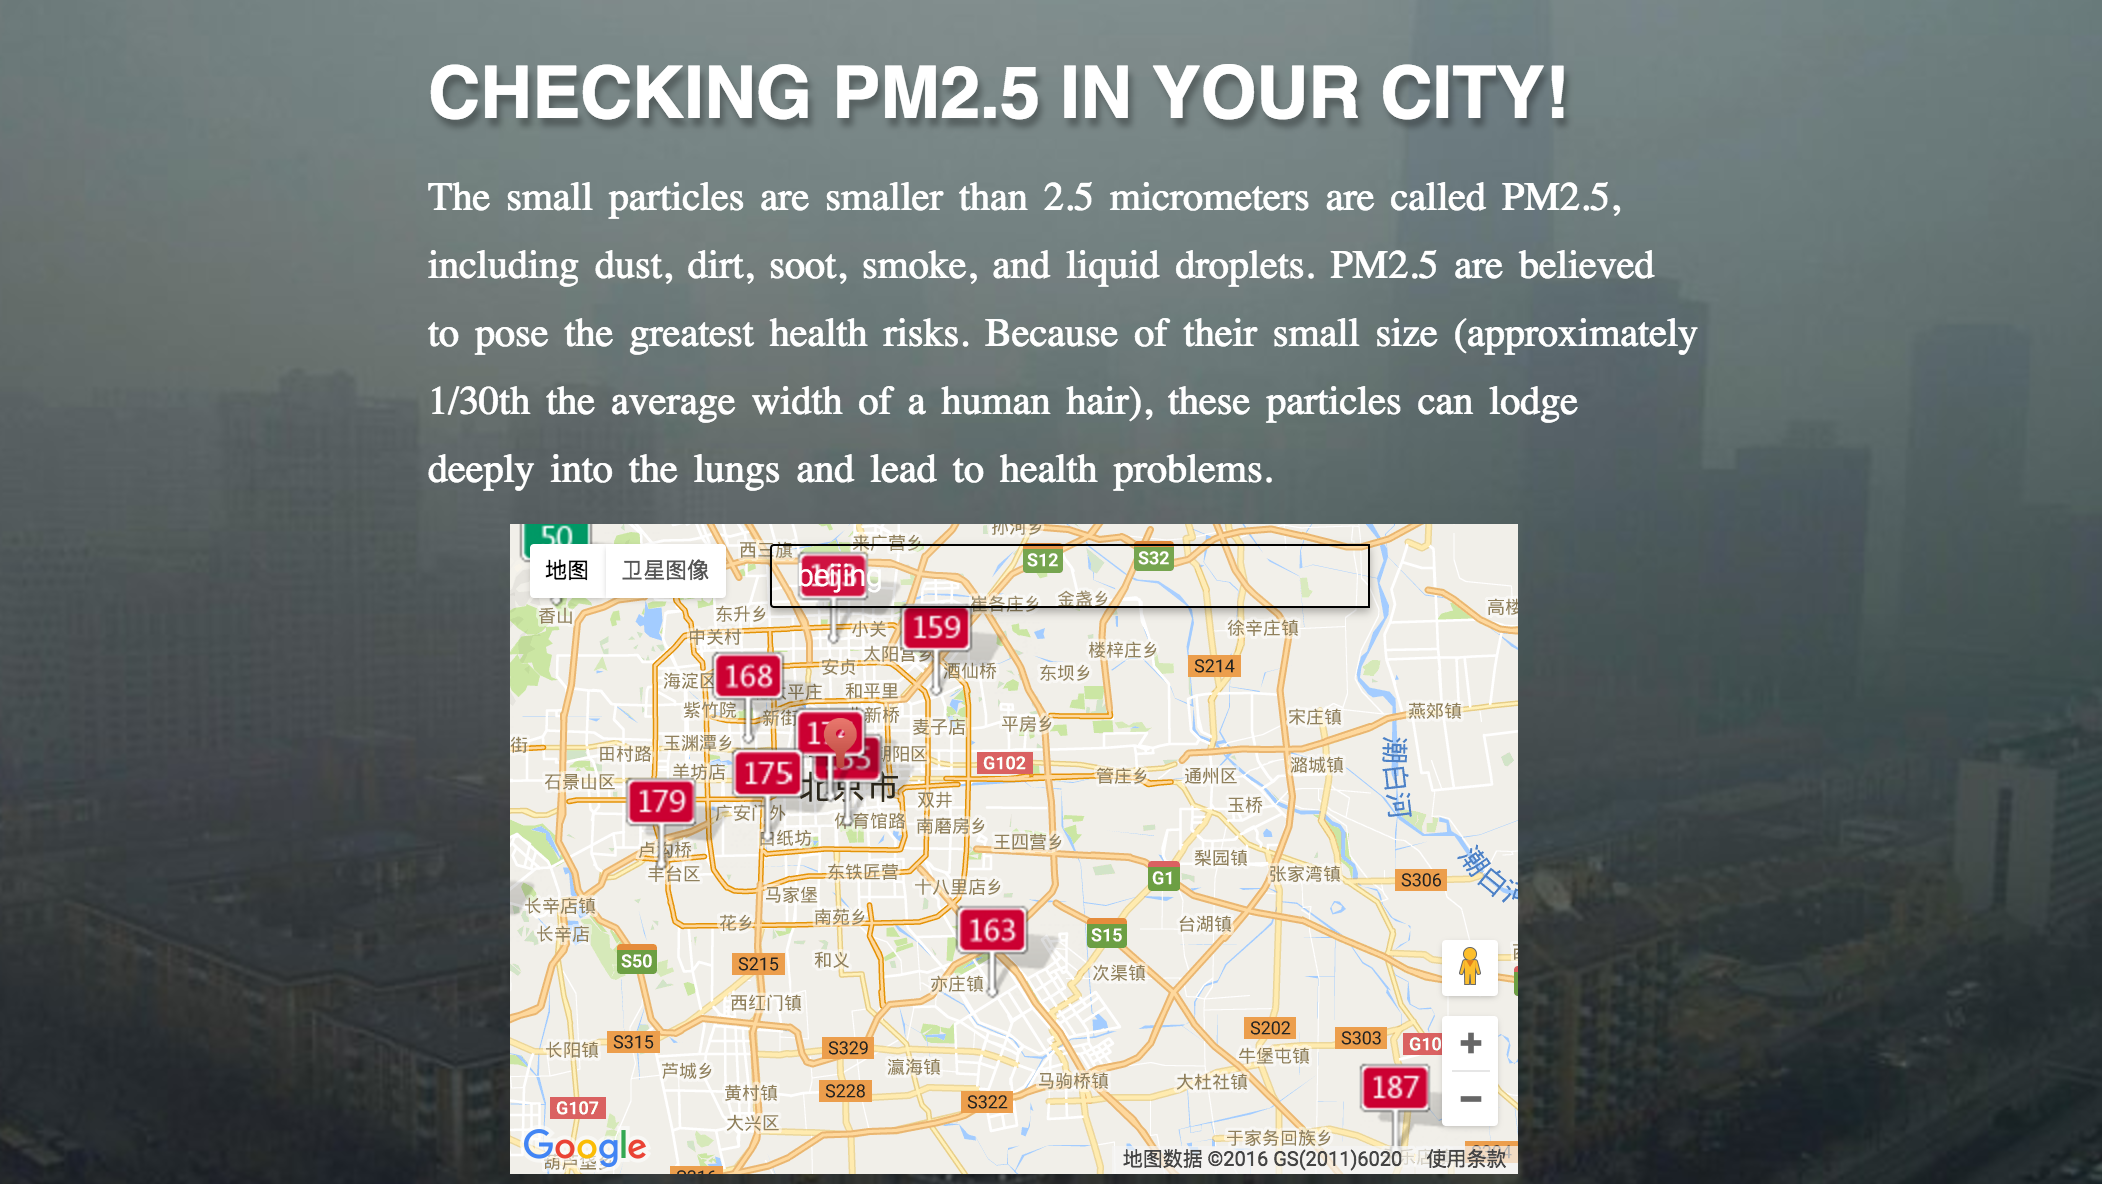 CHECKING PM2.5 IN YOUR CITY!
The small particles are smaller than 2.5 micrometers are called PM2.5,
including dust, dirt, soot, smoke, and liquid droplets. PM2.5 are believed
to pose the greatest health risks. Because of their small size (approximately
1/30th the average width of a human hair), these particles can lodge
deeply into the lungs and lead to health problems.
50
孙河乡
地图
卫星图像
西三旗
来广营乡
beijing
S12
S32
香山
东升乡
中关村
小关
159
崔各庄乡
金盏乡
高楼
徐辛庄镇
太阳宫乡
楼梓庄乡
168
海淀区
安贞
酒仙桥
东坝乡
S214
太平庄
和平里
紫竹院
新街
新桥
麦子店
平房乡
宋庄镇
燕郊镇
街
田村路
玉渊潭乡
朝阳区
G102
潞城镇
潮白河
石景山区
羊坊店
175
北京市
管庄乡
通州区
179
广安门外
双井
玉桥
体育馆路
南磨房乡
白纸坊
王四营乡
卢沟桥
丰台区
东铁匠营
梨园镇
潮白河
马家堡
十八里店乡
G1
张家湾镇
S306
长辛店镇
花乡
南苑乡
163
台湖镇
长辛店
S15
S50
S215
和义
次渠镇
亦庄镇
西红门镇
S202
S315
S303
长阳镇
S329
G10
牛堡屯镇
芦城乡
瀛海镇
黄村镇
马驹桥镇
大杜社镇
187
S228
S322
G107
大兴区
于家务回族乡
Google
地图数据 ©2016 GS(2011)6020
使用条款